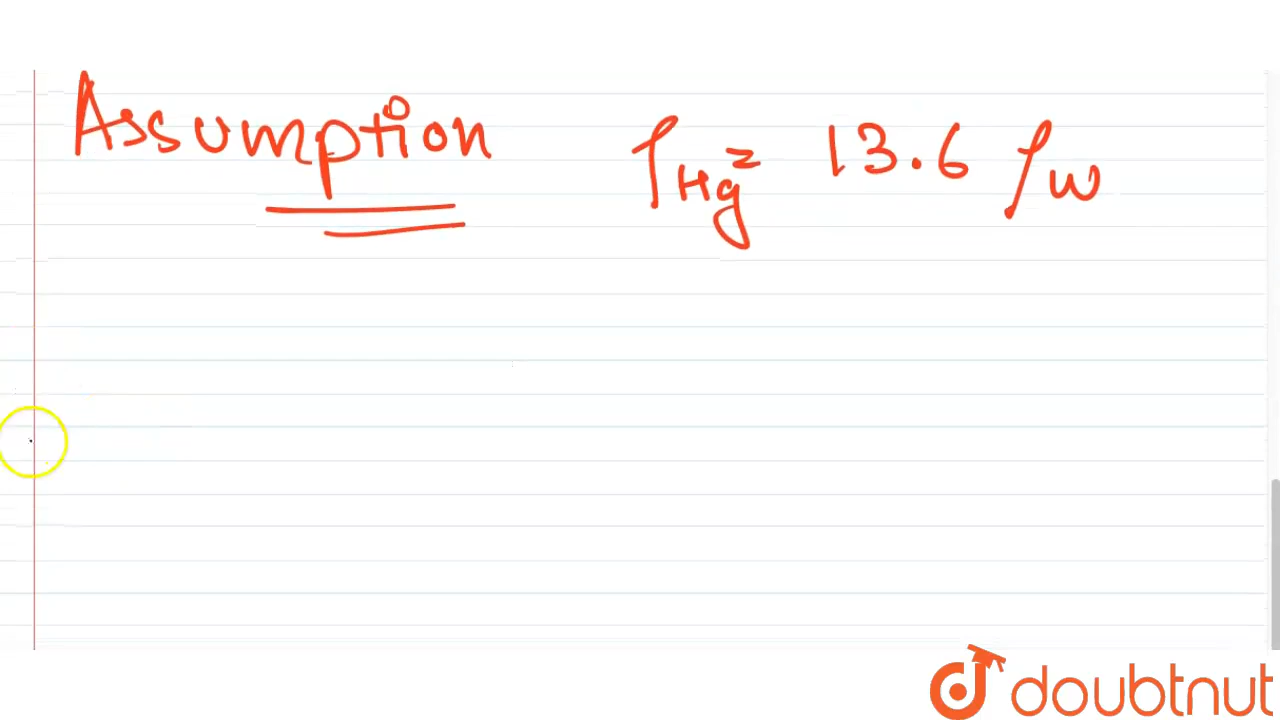 Assumption ρHg = 13.6 ρw
doubtnut